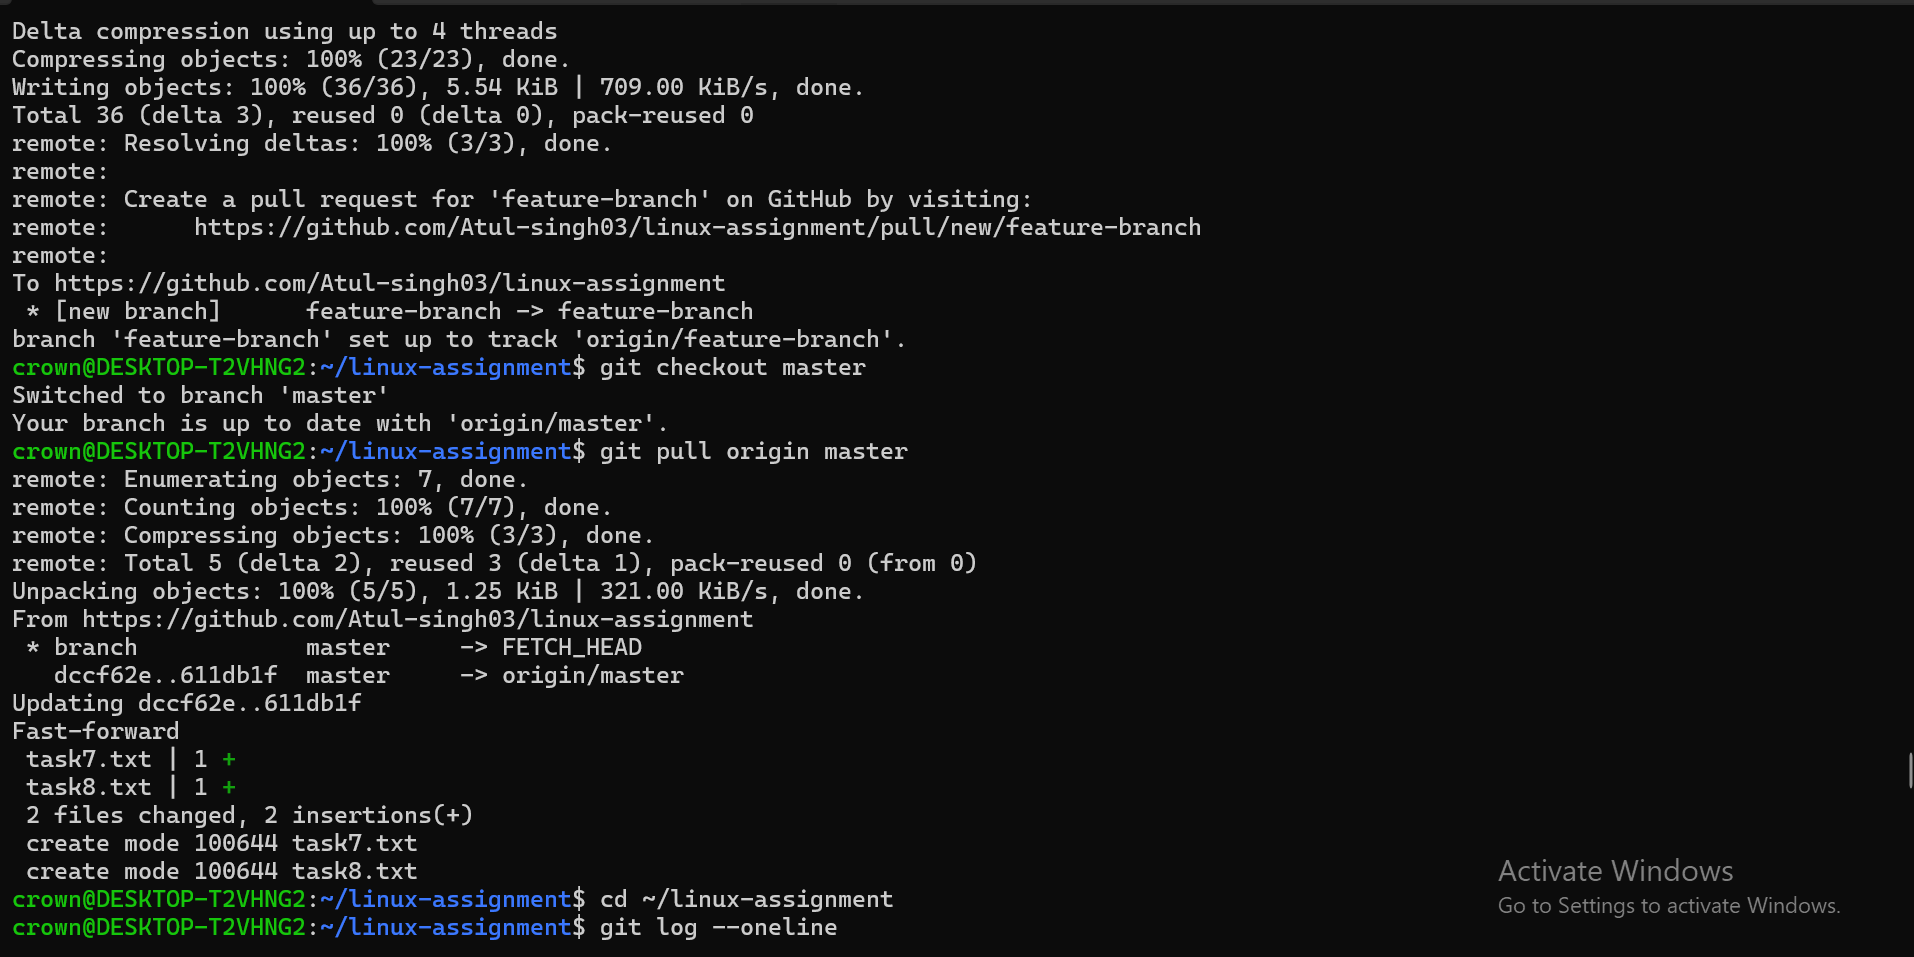 Delta compression using up to 4 threads
Compressing objects: 100% (23/23), done.
Writing objects: 100% (36/36), 5.54 KiB | 709.00 KiB/s, done.
Total 36 (delta 3), reused 0 (delta 0), pack-reused 0
remote: Resolving deltas: 100% (3/3), done.
remote:
remote: Create a pull request for 'feature-branch' on GitHub by visiting:
remote:      https://github.com/Atul-singh03/linux-assignment/pull/new/feature-branch
remote:
To https://github.com/Atul-singh03/linux-assignment
 * [new branch]      feature-branch -> feature-branch
branch 'feature-branch' set up to track 'origin/feature-branch'.
crown@DESKTOP-T2VHNG2:~/linux-assignment$ git checkout master
Switched to branch 'master'
Your branch is up to date with 'origin/master'.
crown@DESKTOP-T2VHNG2:~/linux-assignment$ git pull origin master
remote: Enumerating objects: 7, done.
remote: Counting objects: 100% (7/7), done.
remote: Compressing objects: 100% (3/3), done.
remote: Total 5 (delta 2), reused 3 (delta 1), pack-reused 0 (from 0)
Unpacking objects: 100% (5/5), 1.25 KiB | 321.00 KiB/s, done.
From https://github.com/Atul-singh03/linux-assignment
 * branch            master     -> FETCH_HEAD
   dccf62e..611db1f  master     -> origin/master
Updating dccf62e..611db1f
Fast-forward
 task7.txt | 1 +
 task8.txt | 1 +
 2 files changed, 2 insertions(+)
 create mode 100644 task7.txt
 create mode 100644 task8.txt
crown@DESKTOP-T2VHNG2:~/linux-assignment$ cd ~/linux-assignment
crown@DESKTOP-T2VHNG2:~/linux-assignment$ git log --oneline
Activate Windows
Go to Settings to activate Windows.